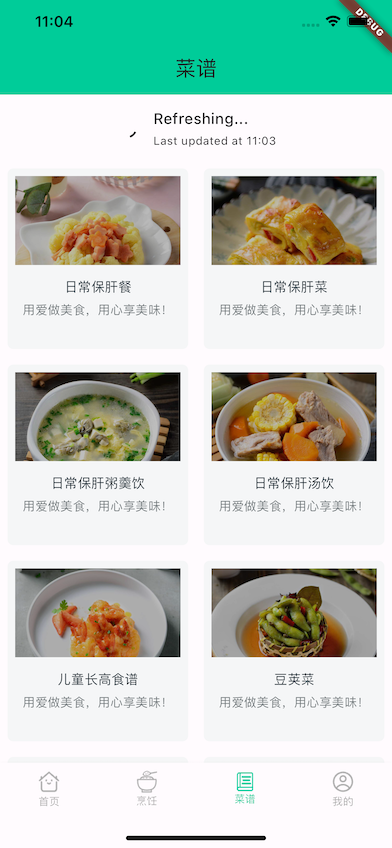 11:04
DEBUG
菜谱
Refreshing...
Last updated at 11:03
日常保肝餐
用爱做美食，用心享美味！
日常保肝菜
用爱做美食，用心享美味！
日常保肝粥羹饮
用爱做美食，用心享美味！
日常保肝汤饮
用爱做美食，用心享美味！
儿童长高食谱
用爱做美食，用心享美味！
豆荚菜
用爱做美食，用心享美味！
首页
烹饪
菜谱
我的